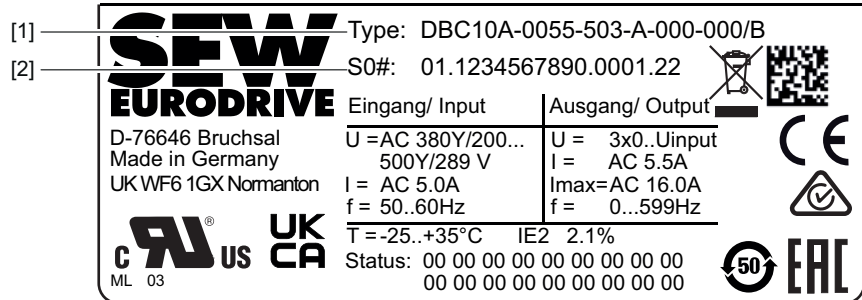 [1] Type: DBC10A-0055-503-A-000-000/B
[2] S0#: 01.1234567890.0001.22
SEW
EURODRIVE
D-76646 Bruchsal
Made in Germany
UK WF6 1GX Normanton
Eingang/ Input
U =AC 380Y/200...
500Y/289 V
I = AC 5.0A
f = 50..60Hz
Ausgang/ Output
U = 3x0..Uinput
I = AC 5.5A
Imax=AC 16.0A
f = 0...599Hz
T =-25..+35°C IE2 2.1%
Status: 00 00 00 00 00 00 00 00 00
00 00 00 00 00 00 00 00 00
C RU ® US
ML 03
UK
CA
CE
50
EAC